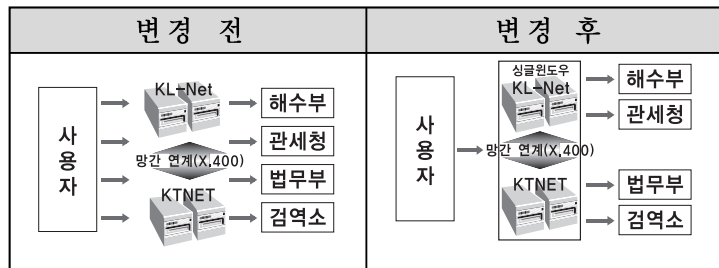 변경 전
변경 후
사용자
KL-Net
망간 연계(X,400)
KTNET
해수부
관세청
법무부
검역소
사용자
싱글윈도우
KL-Net
망간 연계(X,400)
KTNET
해수부
관세청
법무부
검역소